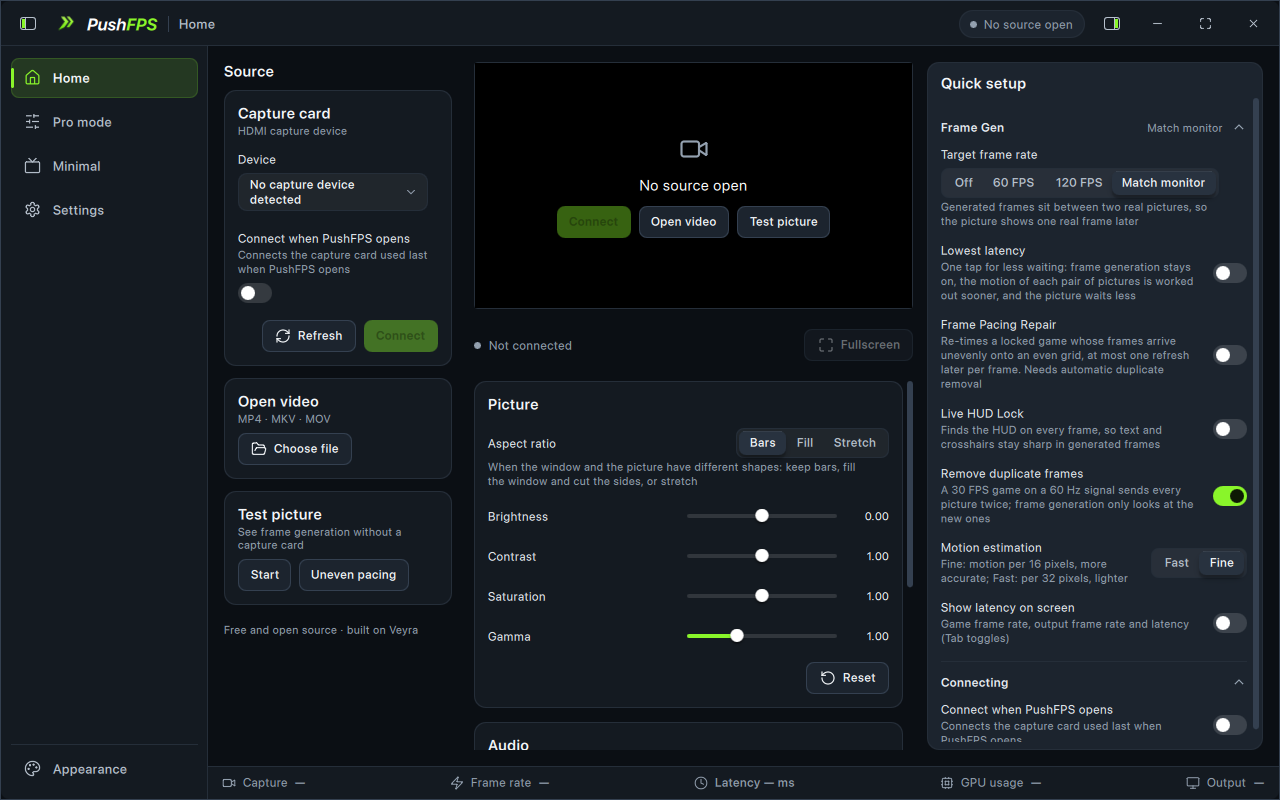 PushFPS
Home
No source open
Home
Pro mode
Minimal
Settings
Appearance
Source
Capture card
HDMI capture device
Device
No capture device
detected
Connect when PushFPS opens
Connects the capture card used last
when PushFPS opens
Refresh
Connect
Open video
MP4 · MKV · MOV
Choose file
Test picture
See frame generation without a
capture card
Start
Uneven pacing
Free and open source · built on Veyra
No source open
Connect
Open video
Test picture
Not connected
Fullscreen
Picture
Aspect ratio
Bars
Fill
Stretch
When the window and the picture have different shapes: keep bars, fill
the window and cut the sides, or stretch
Brightness
0.00
Contrast
1.00
Saturation
1.00
Gamma
1.00
Reset
Audio
Quick setup
Frame Gen
Match monitor
Target frame rate
Off
60 FPS
120 FPS
Match monitor
Generated frames sit between two real pictures, so
the picture shows one real frame later
Lowest latency
One tap for less waiting: frame generation stays
on, the motion of each pair of pictures is worked
out sooner, and the picture waits less
Frame Pacing Repair
Re-times a locked game whose frames arrive
unevenly onto an even grid, at most one refresh
later per frame. Needs automatic duplicate
removal
Live HUD Lock
Finds the HUD on every frame, so text and
crosshairs stay sharp in generated frames
Remove duplicate frames
A 30 FPS game on a 60 Hz signal sends every
picture twice; frame generation only looks at the
new ones
Motion estimation
Fine: motion per 16 pixels, more
accurate; Fast: per 32 pixels, lighter
Fast
Fine
Show latency on screen
Game frame rate, output frame rate and latency
(Tab toggles)
Connecting
Connect when PushFPS opens
Connects the capture card used last when
PushFPS opens
Capture —
Frame rate —
Latency — ms
GPU usage —
Output —